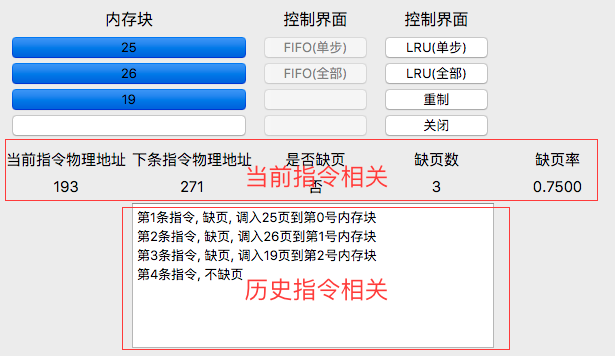 内存块 控制界面 控制界面
25 FIFO(单步) LRU(单步)
26 FIFO(全部) LRU(全部)
19 重制
关闭
当前指令物理地址 下条指令物理地址 是否缺页 缺页数 缺页率
当前指令相关
193 271 否 3 0.7500
第1条指令, 缺页, 调入25页到第0号内存块
第2条指令, 缺页, 调入26页到第1号内存块
第3条指令, 缺页, 调入19页到第2号内存块
第4条指令, 不缺页
历史指令相关